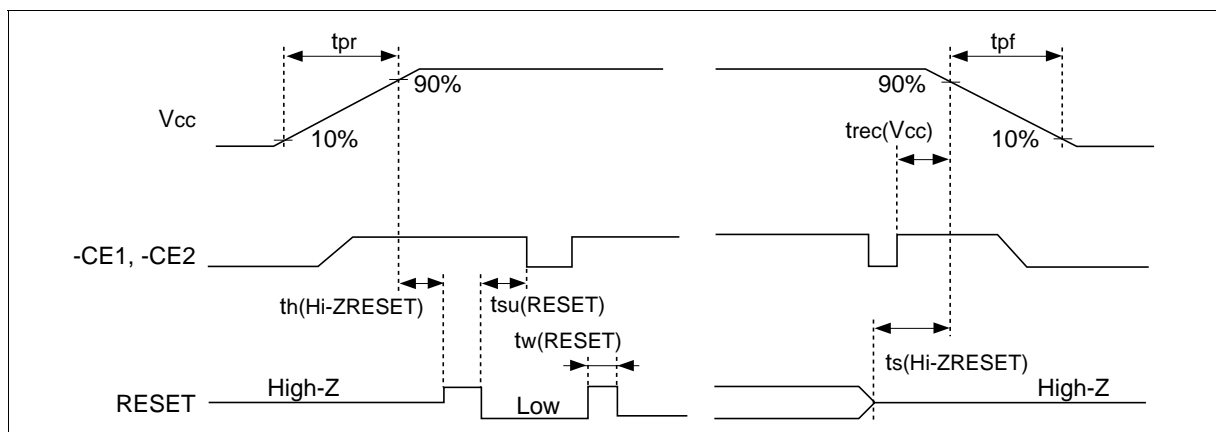 tpr
tpf
90%
90%
Vcc
10%
trec(Vcc)
10%
-CE1, -CE2
th(Hi-ZRESET)
tsu(RESET)
tw(RESET)
ts(Hi-ZRESET)
High-Z
High-Z
RESET
Low